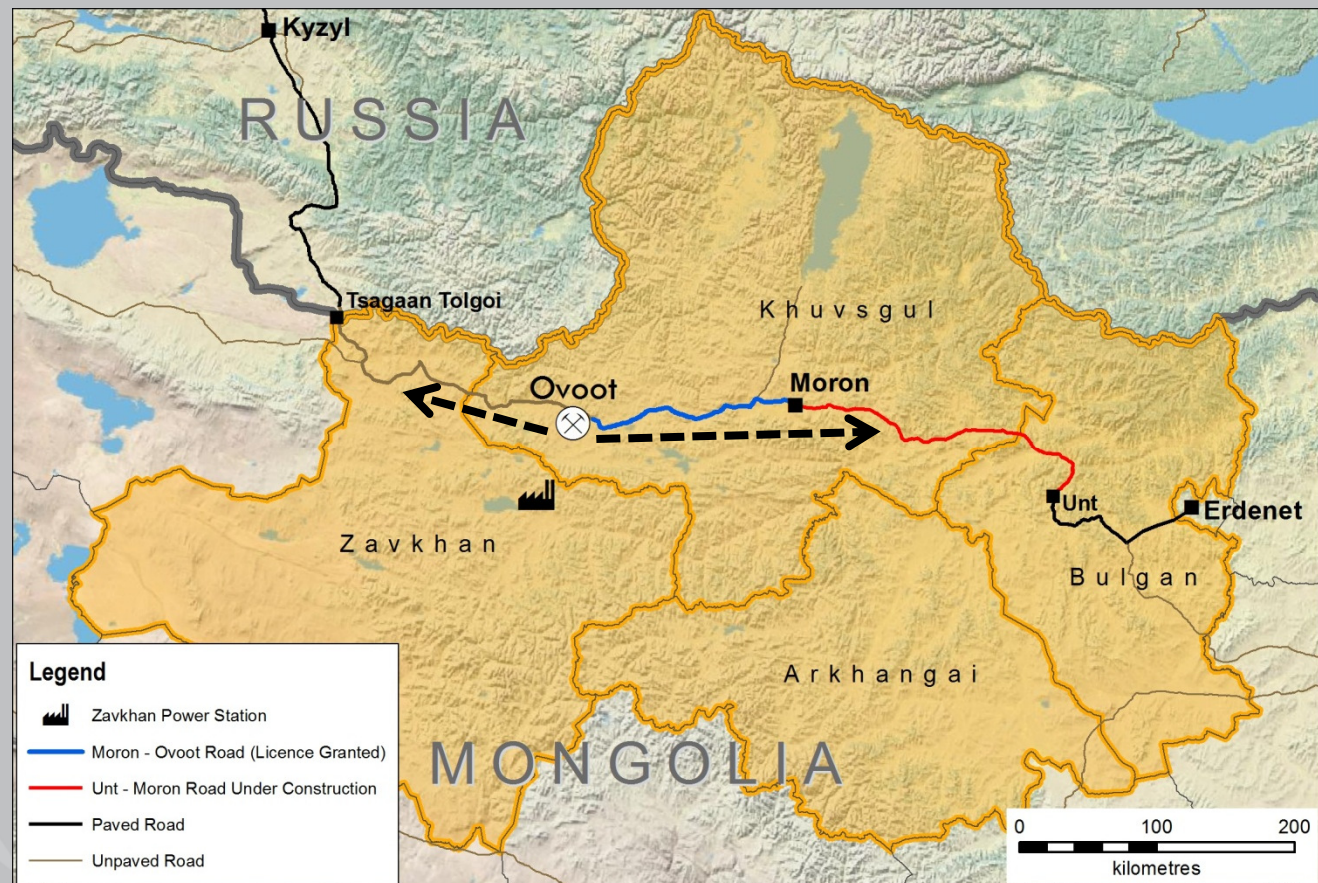 Kyzyl
RUSSIA
Tsagaan Tolgoi
Khuvsgul
Ovoot
Moron
Unt
Erdenet
Zavkhan
Bulgan
Arkhangai
MONGOLIA
Legend
Zavkhan Power Station
Moron - Ovoot Road (Licence Granted)
Unt - Moron Road Under Construction
Paved Road
Unpaved Road
0 100 200
kilometres